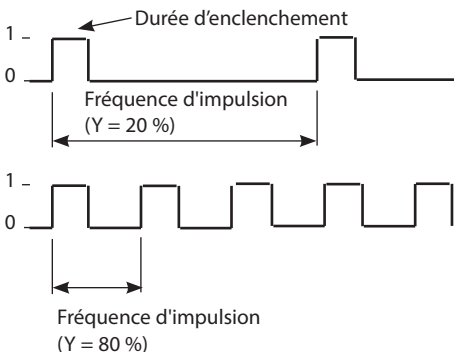 Durée d’enclenchement
1
0
Fréquence d'impulsion
(Y = 20 %)
1
0
Fréquence d'impulsion
(Y = 80 %)